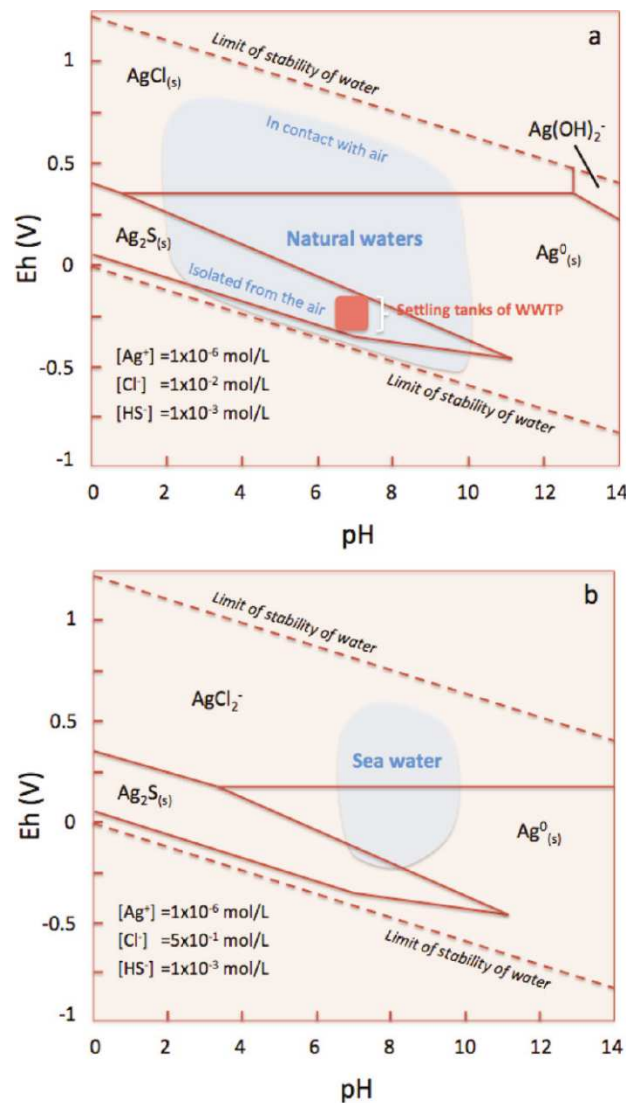 a
Limit of stability of water
1
AgCl(s)
Ag(OH)2-
In contact with air
0.5
Eh (V)
Ag2S(s)
Natural waters
Ag0(s)
0
Isolated from the air
Settling tanks of WWTP
-0.5
[Ag+] =1x10-6 mol/L
[Cl-] =1x10-2 mol/L
[HS-] =1x10-3 mol/L
Limit of stability of water
-1
0 2 4 6 8 10 12 14
pH
b
Limit of stability of water
1
AgCl2-
0.5
Eh (V)
Sea water
Ag2S(s)
Ag0(s)
0
-0.5
[Ag+] =1x10-6 mol/L
[Cl-] =5x10-1 mol/L
[HS-] =1x10-3 mol/L
Limit of stability of water
-1
0 2 4 6 8 10 12 14
pH